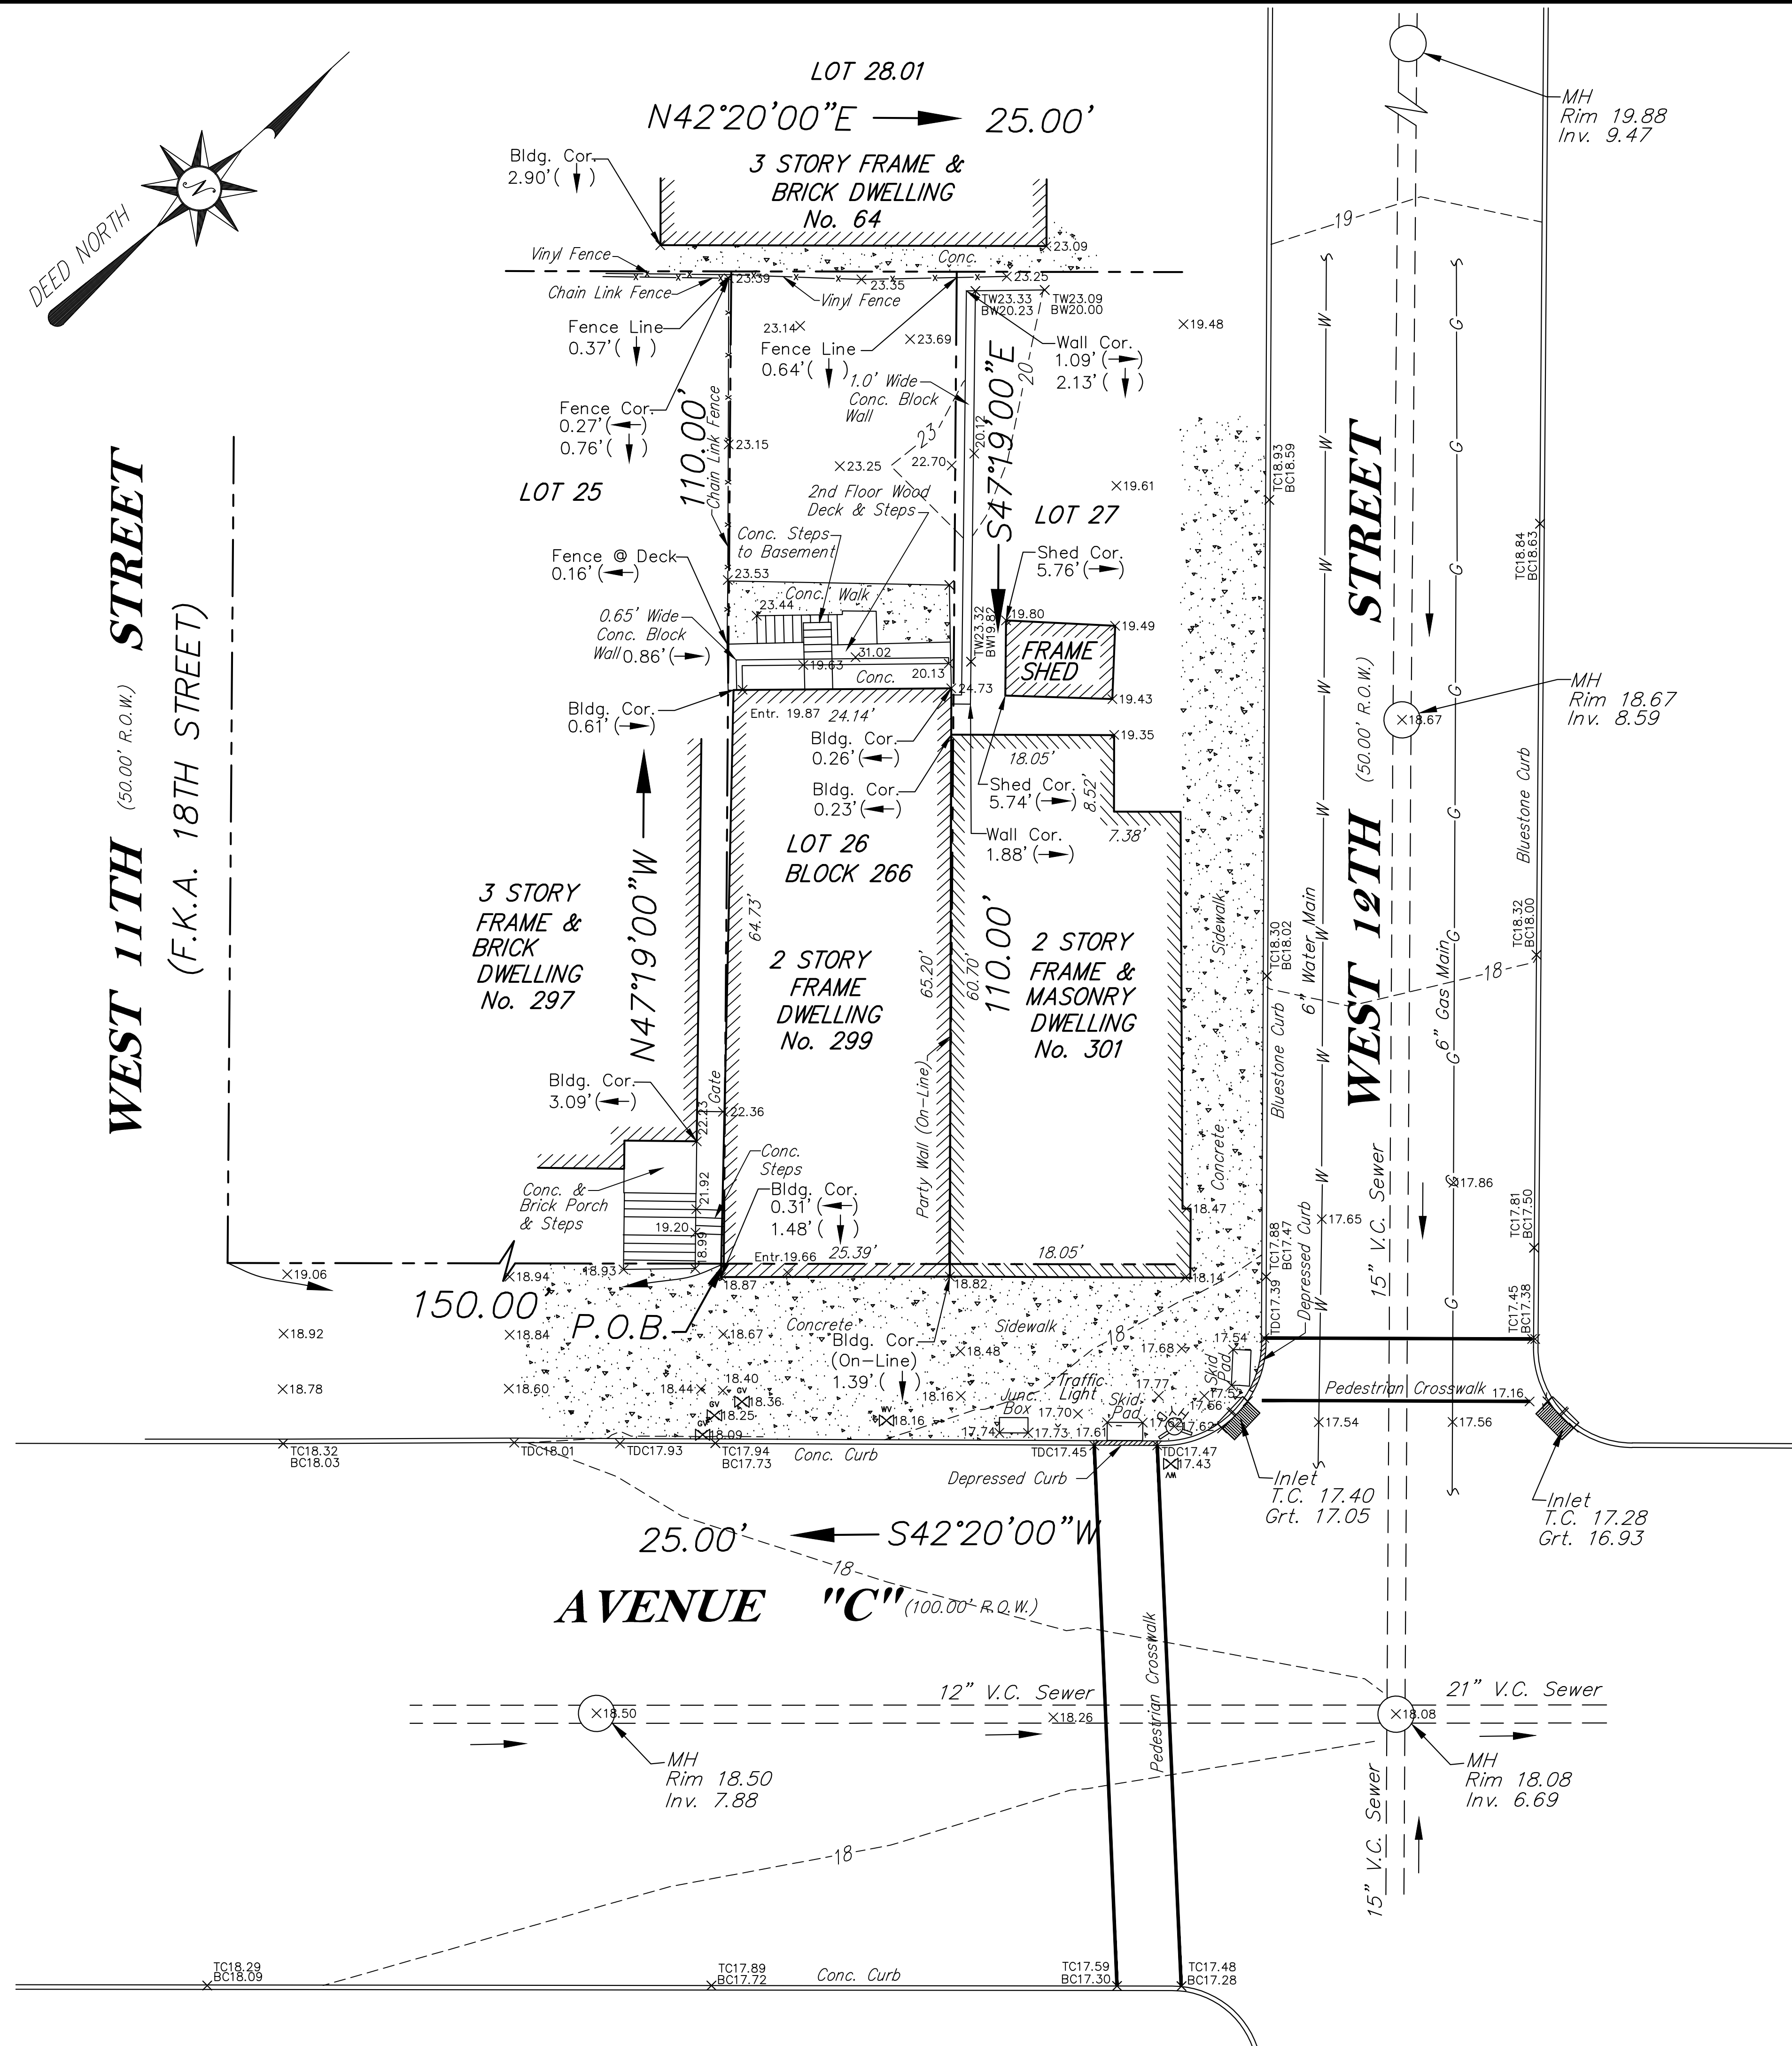 LOT 28.01
N42°20'00"E 25.00'
MH
Rim 19.88
Inv. 9.47
Bldg. Cor.
2.90'( )
3 STORY FRAME &
BRICK DWELLING
No. 64
DEED NORTH
N
19
23.09
Vinyl Fence
Conc.
Chain Link Fence
23.39
23.35
23.25
Vinyl Fence
TW23.33
BW20.23
TW23.09
BW20.00
Fence Line
0.37'( )
23.14
23.69
19.48
Fence Line
0.64'( )
Wall Cor.
1.09'( )
2.13'( )
1.0' Wide
Conc. Block
Wall
20
Fence Cor.
0.27'( )
0.76'( )
110.00'
Chain Link Fence
23.15
23
20.12
S47°19'00"E
23.25
22.70
19.61
LOT 25
LOT 27
2nd Floor Wood
Deck & Steps
Conc. Steps
to Basement
Fence @ Deck
0.16'( )
23.53
Conc. Walk
23.44
Shed Cor.
5.76'( )
0.65' Wide
Conc. Block
Wall 0.86'( )
TW23.32
BW19.82
19.80
19.49
FRAME
SHED
31.02
19.63
20.13
Conc.
24.73
19.43
Bldg. Cor.
0.61'( )
Entr. 19.87
24.14'
19.35
Bldg. Cor.
0.26'( )
18.05'
8.52'
Bldg. Cor.
0.23'( )
Shed Cor.
5.74'( )
7.38'
Wall Cor.
1.88'( )
LOT 26
BLOCK 266
WEST 11TH STREET
(50.00' R.O.W.)
(F.K.A. 18TH STREET)
3 STORY
FRAME &
BRICK
DWELLING
No. 297
N47°19'00"W
64.73'
2 STORY
FRAME
DWELLING
No. 299
65.20'
60.70'
110.00'
Party Wall (On-Line)
2 STORY
FRAME &
MASONRY
DWELLING
No. 301
Concrete Sidewalk
TC18.93
BC18.59
TC18.30
BC18.02
Bluestone Curb
6" Water Main
W
W
W
W
W
W
W
W
W
W
WEST 12TH STREET
(50.00' R.O.W.)
6" Gas Main
G
G
G
G
G
G
G
G
G
G
15" V.C. Sewer
Bluestone Curb
TC18.84
BC18.63
MH
Rim 18.67
Inv. 8.59
18.67
TC18.32
BC18.00
18
Bldg. Cor.
3.09'( )
Gate
22.23
22.36
Conc.
Steps
Conc. &
Brick Porch
& Steps
21.92
19.20
18.99
18.93
Bldg. Cor.
0.31'( )
1.48'( )
Entr.19.66
25.39'
18.05'
18.47
18.14
TC17.88
BC17.47
Depressed Curb
17.65
17.86
TC17.81
BC17.50
19.06
18.94
18.87
18.82
150.00'
P.O.B.
18.92
18.84
18.67
Concrete
Sidewalk
18
Bldg. Cor.
(On-Line)
1.39'( )
18.48
17.68
17.54
TDC17.39
TC17.45
BC17.38
18.78
18.60
18.44
18.40
GV
18.36
GV
18.25
GV
18.09
WV
18.16
18.16
Junc.
Box
Traffic
Light
17.77
Skid
Pad
Skid
Pad
17.66
17.70
17.74
17.73
17.61
17.62
Pedestrian Crosswalk
17.16
17.54
17.56
TC18.32
BC18.03
TDC18.01
TDC17.93
TC17.94
BC17.73
Conc. Curb
TDC17.45
TDC17.47
17.43
WV
Depressed Curb
Inlet
T.C. 17.40
Grt. 17.05
Inlet
T.C. 17.28
Grt. 16.93
25.00' S42°20'00"W
18
AVENUE "C" (100.00' R.O.W.)
Pedestrian Crosswalk
12" V.C. Sewer
21" V.C. Sewer
18.50
18.26
18.08
MH
Rim 18.50
Inv. 7.88
MH
Rim 18.08
Inv. 6.69
15" V.C. Sewer
18
TC18.29
BC18.09
TC17.89
BC17.72
Conc. Curb
TC17.59
BC17.30
TC17.48
BC17.28